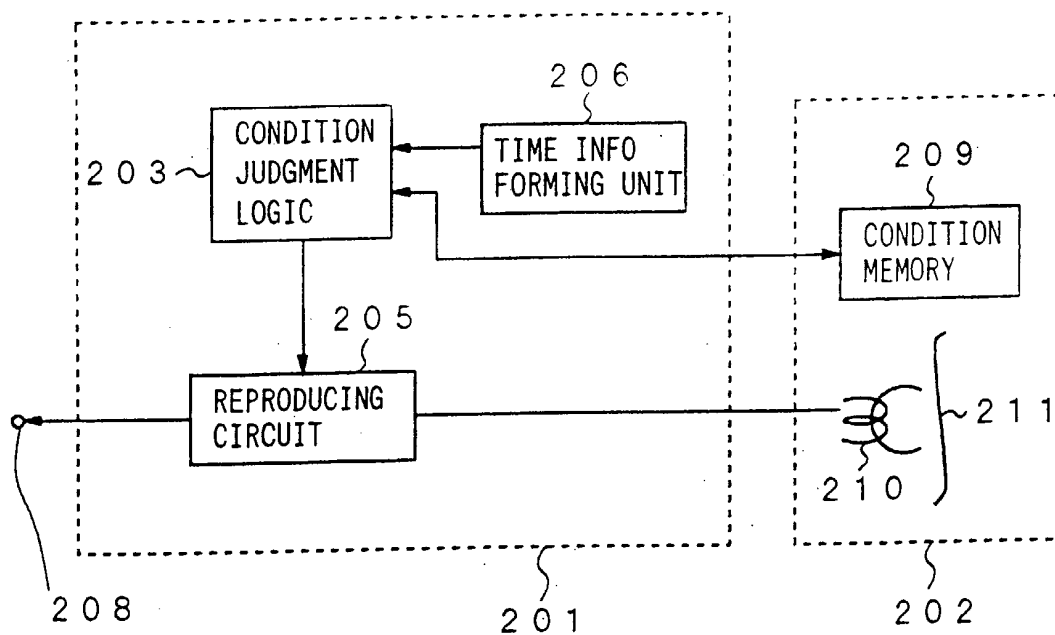 206
CONDITION
JUDGMENT
LOGIC
203
TIME INFO
FORMING UNIT
209
CONDITION
MEMORY
205
REPRODUCING
CIRCUIT
211
210
208
201
202